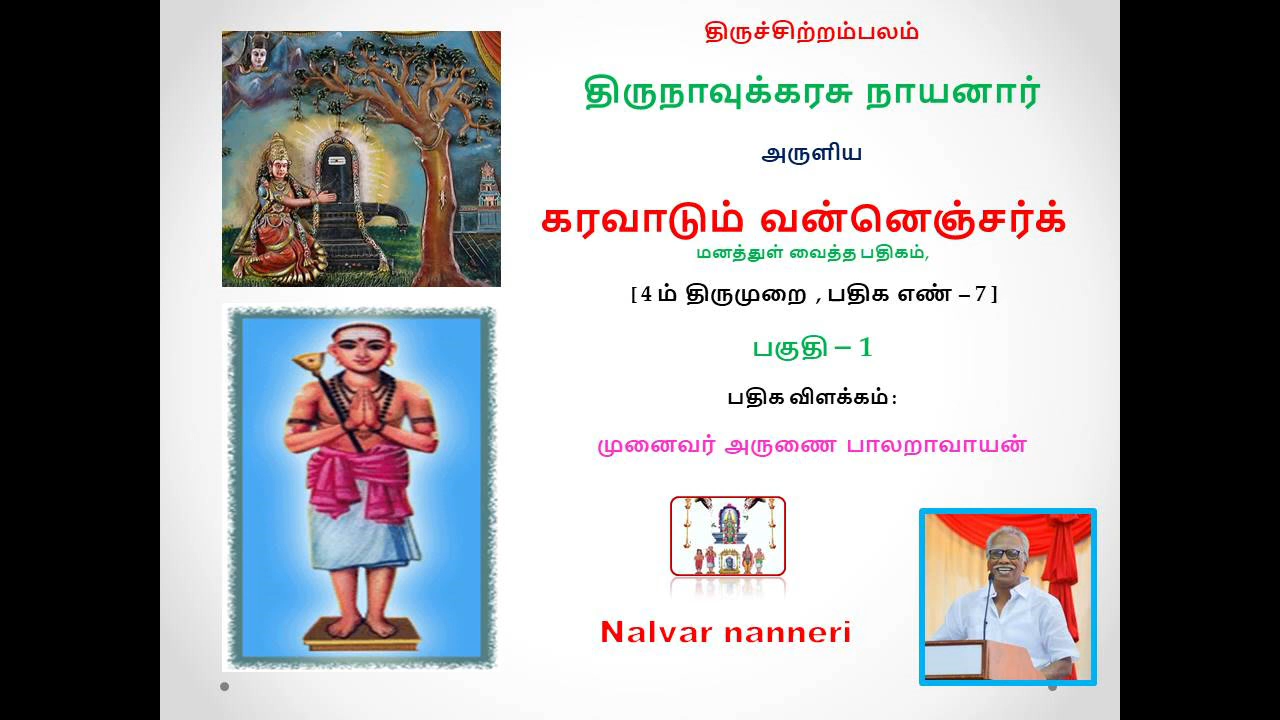 திருச்சிற்றம்பலம்
திருநாவுக்கரசு நாயனார்
அருளிய
கரவாடும் வன்னெஞ்சர்க்
மனத்துள் வைத்த பதிகம்,
[ 4 ம் திருமுறை , பதிக எண் – 7 ]
பகுதி – 1
பதிக விளக்கம் :
முனைவர் அருணை பாலறாவாயன்
Nalvar nanneri